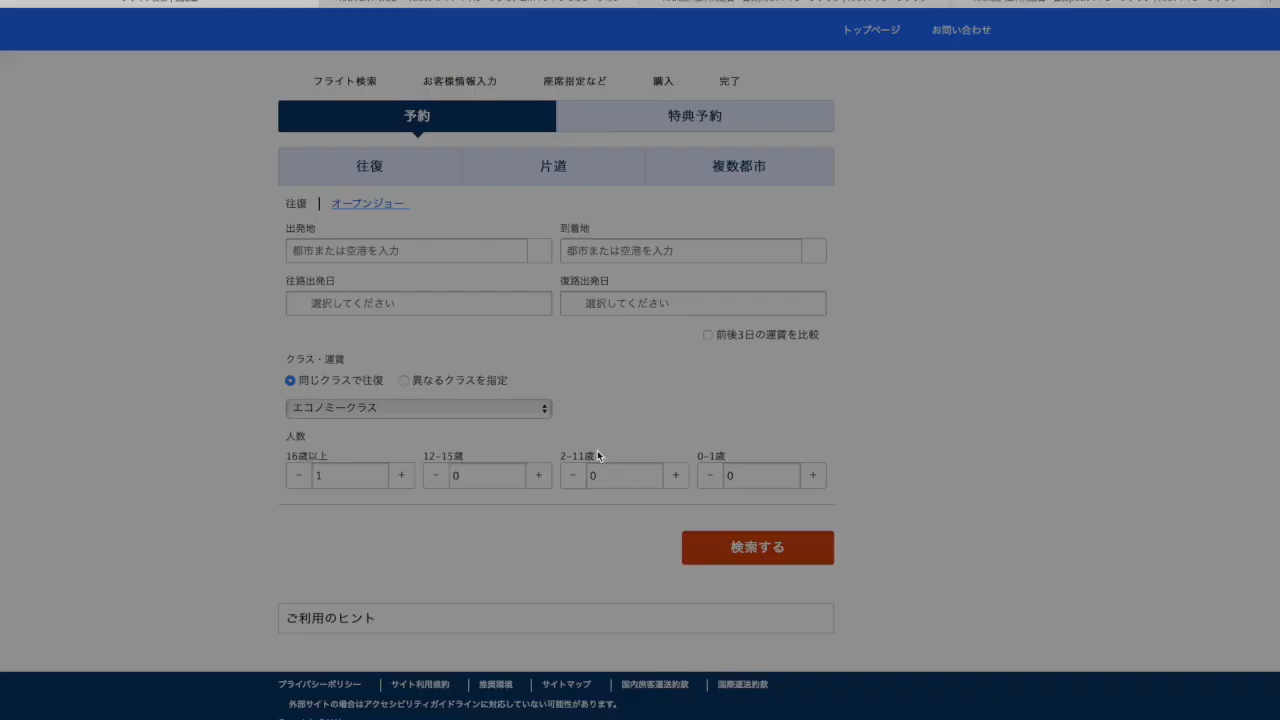 トップページ お問い合わせ
フライト検索 お客様情報入力 座席指定など 購入 完了
予約 特典予約
往復 片道 複数都市
往復 オープンジョー
出発地 到着地
都市または空港を入力 都市または空港を入力
往路出発日 復路出発日
選択してください 選択してください
前後3日の運賃を比較
クラス・運賃
同じクラスで往復 異なるクラスを指定
エコノミークラス
人数
16歳以上 12-15歳 2-11歳 0-1歳
- 1 + - 0 + - 0 + - 0 +
検索する
ご利用のヒント
プライバシーポリシー サイト利用規約 推奨環境 サイトマップ 国内旅客運送約款 国際運送約款
外部サイトの場合はアクセシビリティガイドラインに対応していない可能性があります。